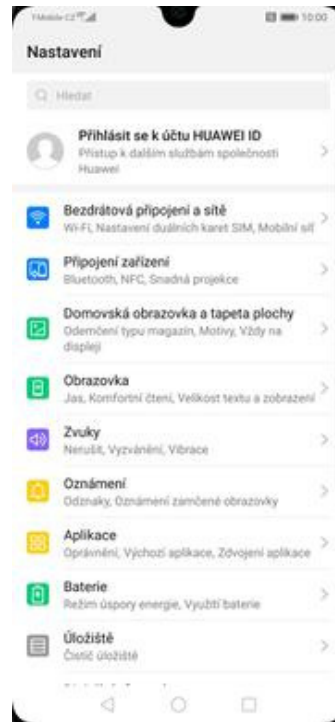 T-Mobile CZ
10:00
Nastavení
Hledat
Přihlásit se k účtu HUAWEI ID
Přístup k dalším službám společnosti
Huawei
Bezdrátová připojení a sítě
Wi-Fi, Nastavení duálních karet SIM, Mobilní síť
Připojení zařízení
Bluetooth, NFC, Snadná projekce
Domovská obrazovka a tapeta plochy
Odemčení typu magazín, Motivy, Vždy na
displeji
Obrazovka
Jas, Komfortní čtení, Velikost textu a zobrazení
Zvuky
Nerušit, Vyzvánění, Vibrace
Oznámení
Odznaky, Oznámení zamčené obrazovky
Aplikace
Oprávnění, Výchozí aplikace, Zdvojení aplikace
Baterie
Režim úspory energie, Využití baterie
Úložiště
Čistič úložiště